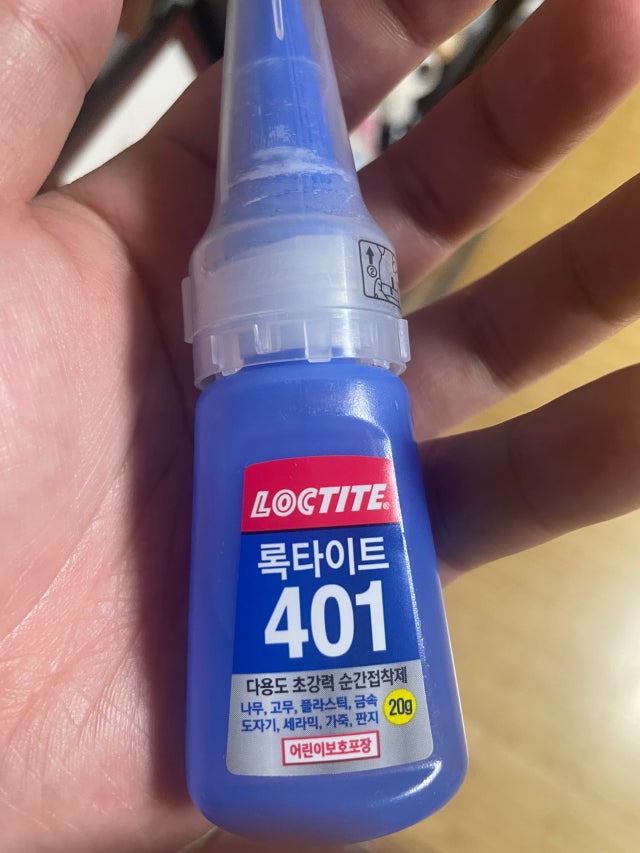 ②
LOCTITE®
록타이트
401
다용도 초강력 순간접착제
나무, 고무, 플라스틱, 금속
도자기, 세라믹, 가죽, 판지
20g
어린이보호포장